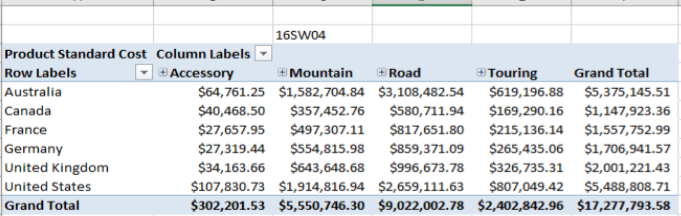 16SW04
Product Standard Cost Column Labels
Row Labels Accessory Mountain Road Touring Grand Total
Australia $64,761.25 $1,582,704.84 $3,108,482.54 $619,196.88 $5,375,145.51
Canada $40,468.50 $357,452.76 $580,711.94 $169,290.16 $1,147,923.36
France $27,657.95 $497,307.11 $817,651.80 $215,136.14 $1,557,752.99
Germany $27,319.44 $554,815.98 $859,371.09 $265,435.06 $1,706,941.57
United Kingdom $34,163.66 $643,648.68 $996,673.78 $326,735.31 $2,001,221.43
United States $107,830.73 $1,914,816.94 $2,659,111.63 $807,049.42 $5,488,808.71
Grand Total $302,201.53 $5,550,746.30 $9,022,002.78 $2,402,842.96 $17,277,793.58